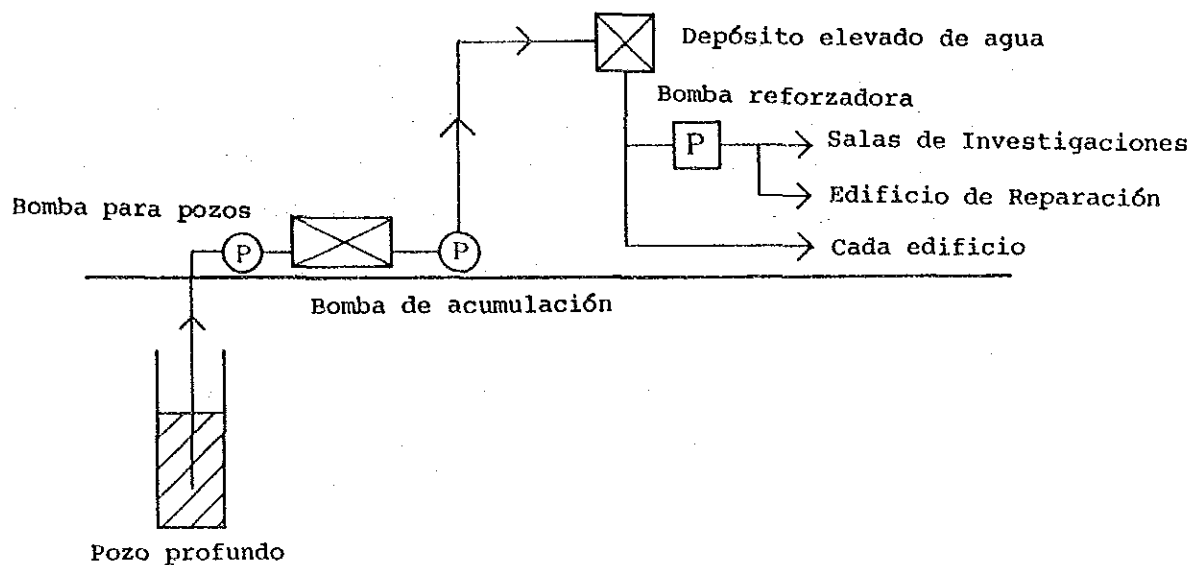 Depósito elevado de agua
Bomba reforzadora
P
Salas de Investigaciones
Edificio de Reparación
Bomba para pozos
P
P
Cada edificio
Bomba de acumulación
Pozo profundo